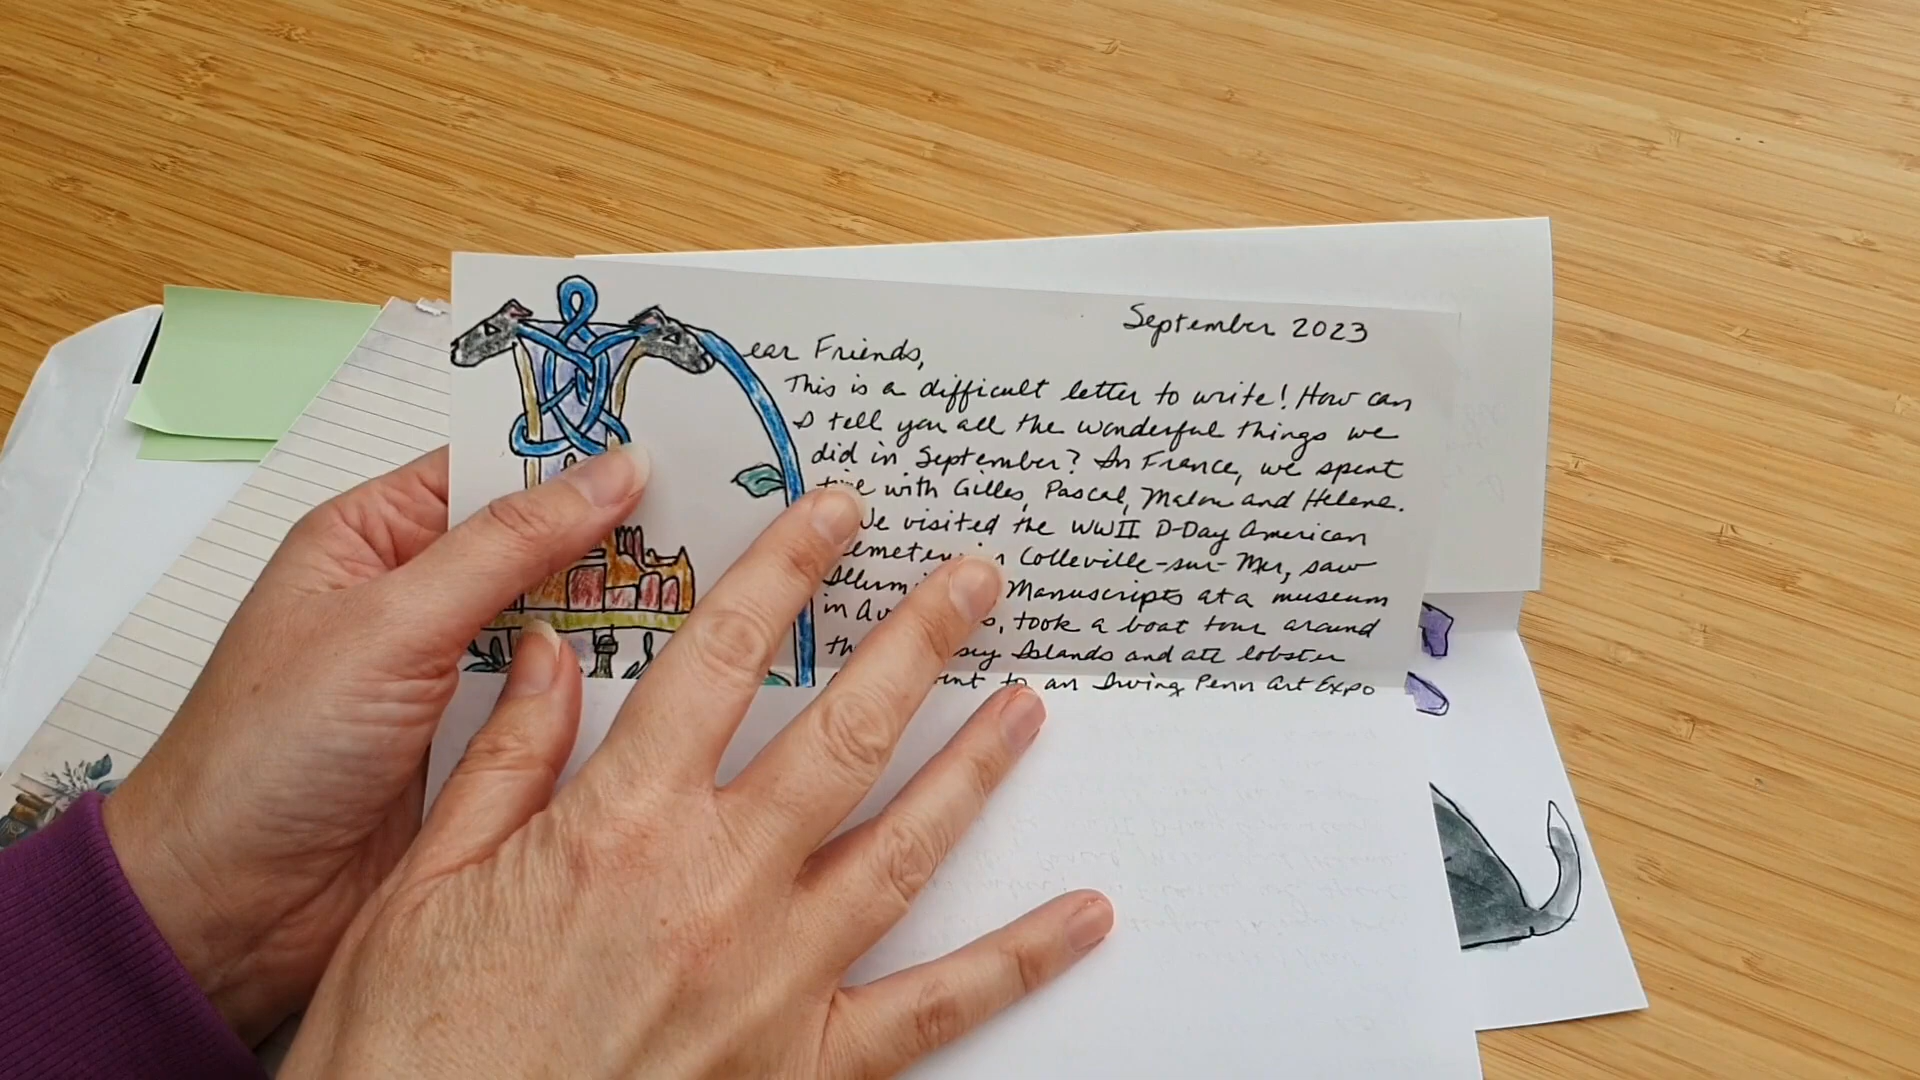 September 2023
ear Friends,
This is a difficult letter to write! How can
I tell you all the wonderful things we
did in September? In France, we spent
with Gilles, Pascal, Malou and Helene.
We visited the WWII D-Day American
Colleville-sur-Mer, saw
Manuscripts at a museum
in took a boat tour around
Islands and ate lobster
to an Irving Penn Art Expo